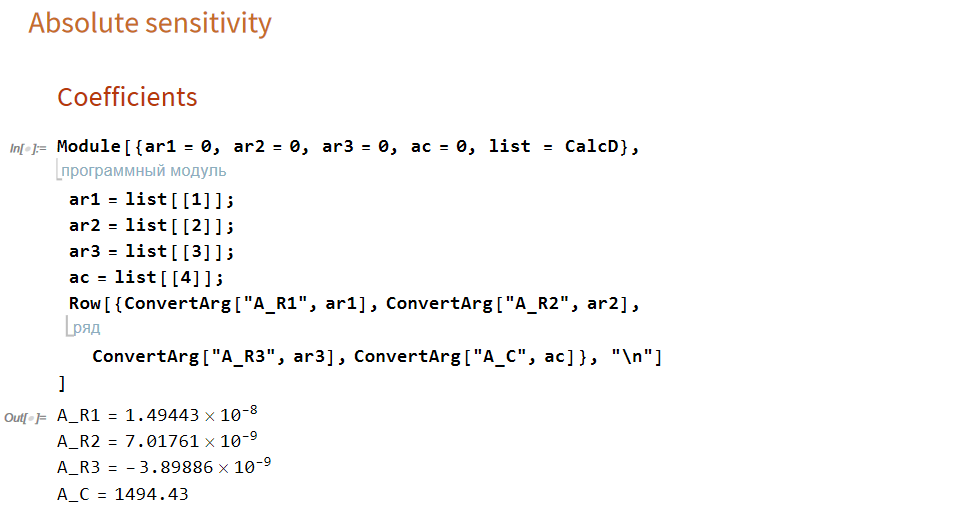 Absolute sensitivity
Coefficients
In[∘]:= Module[{ar1 = 0, ar2 = 0, ar3 = 0, ac = 0, list = CalcD},
программный модуль
ar1 = list[[1]];
ar2 = list[[2]];
ar3 = list[[3]];
ac = list[[4]];
Row[{ConvertArg["A_R1", ar1], ConvertArg["A_R2", ar2],
ряд
ConvertArg["A_R3", ar3], ConvertArg["A_C", ac]}, "\n"]
]
Out[∘]= A_R1 = 1.49443 × 10⁻⁸
A_R2 = 7.01761 × 10⁻⁹
A_R3 = -3.89886 × 10⁻⁹
A_C = 1494.43